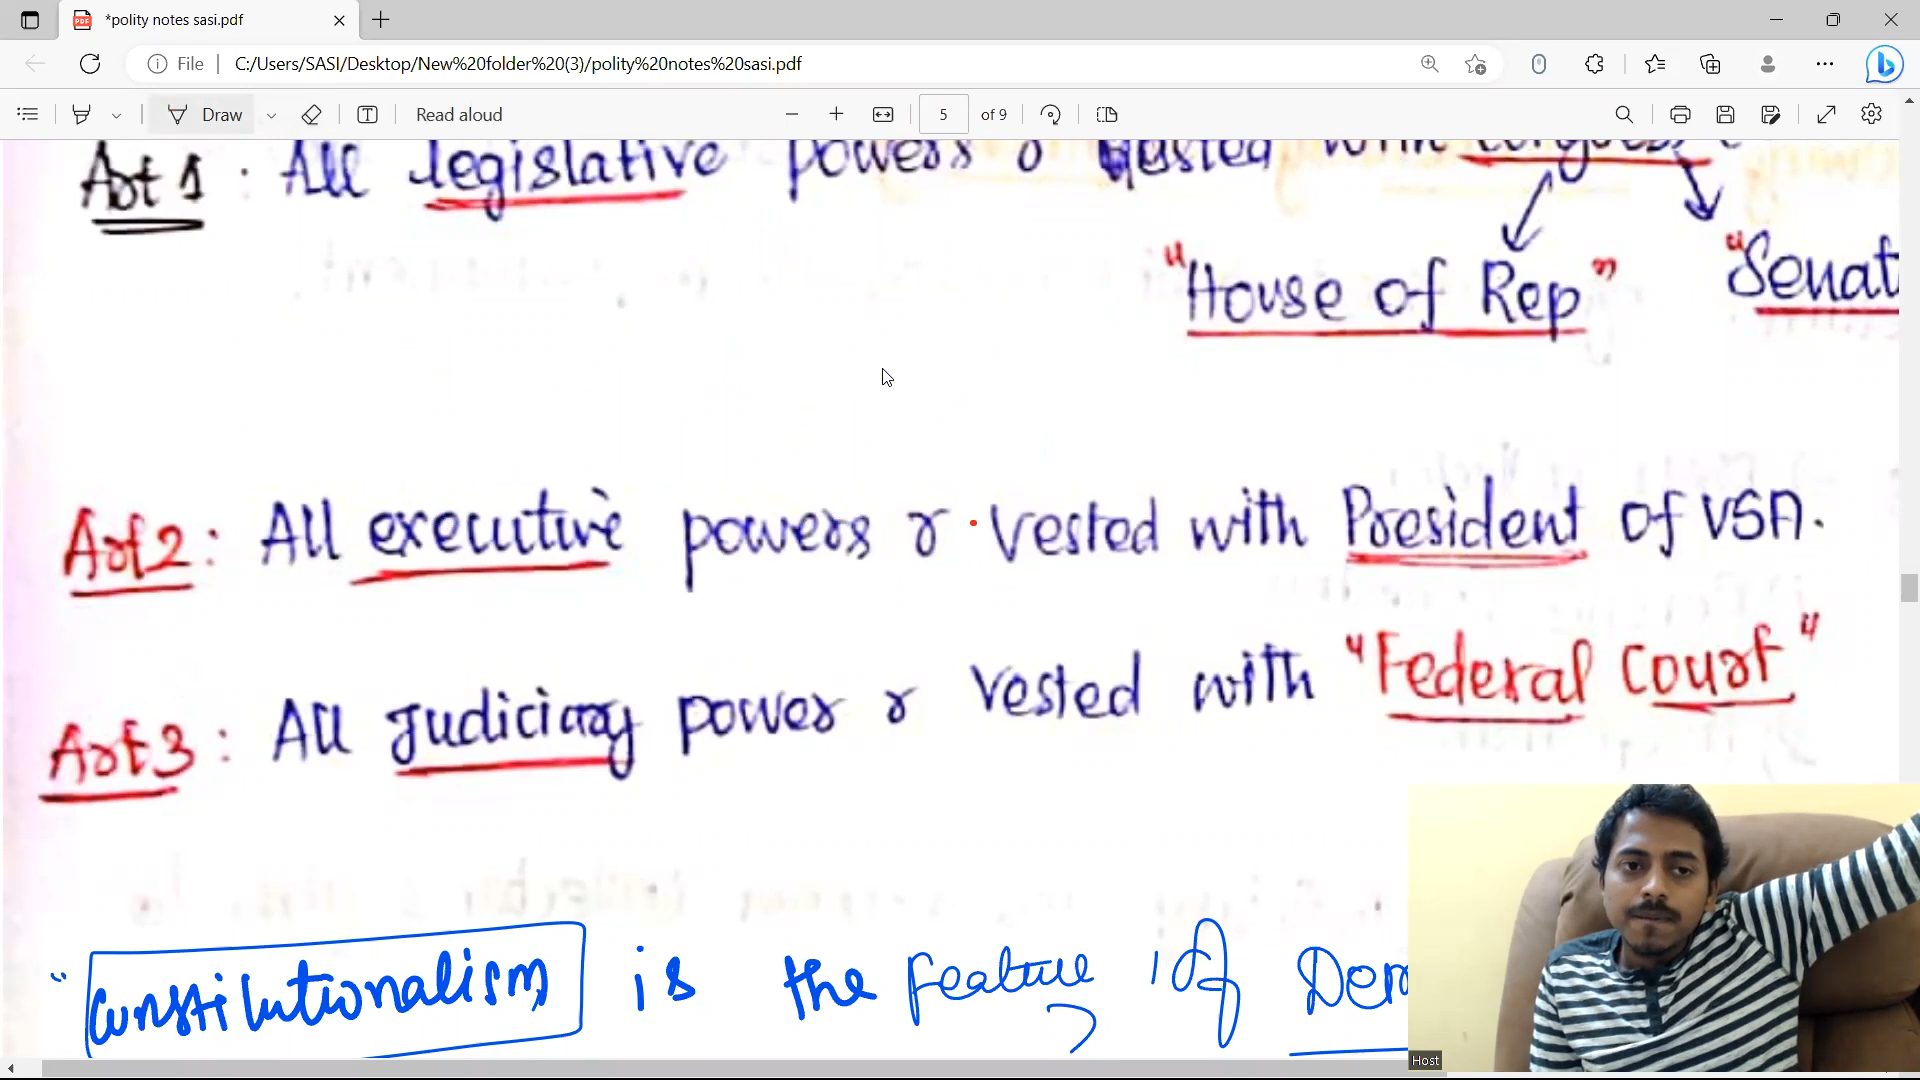 *polity notes sasi.pdf
File C:/Users/SASI/Desktop/New%20folder%20(3)/polity%20notes%20sasi.pdf
Draw Read aloud 5 of 9
Art 1 : All legislative powers r vested with
"House of Rep" "Senat
Art2: All executive powers r vested with President of USA.
Art3: All Judiciary power r vested with "Federal Court"
"Constitutionalism is the feature of Dem
Host